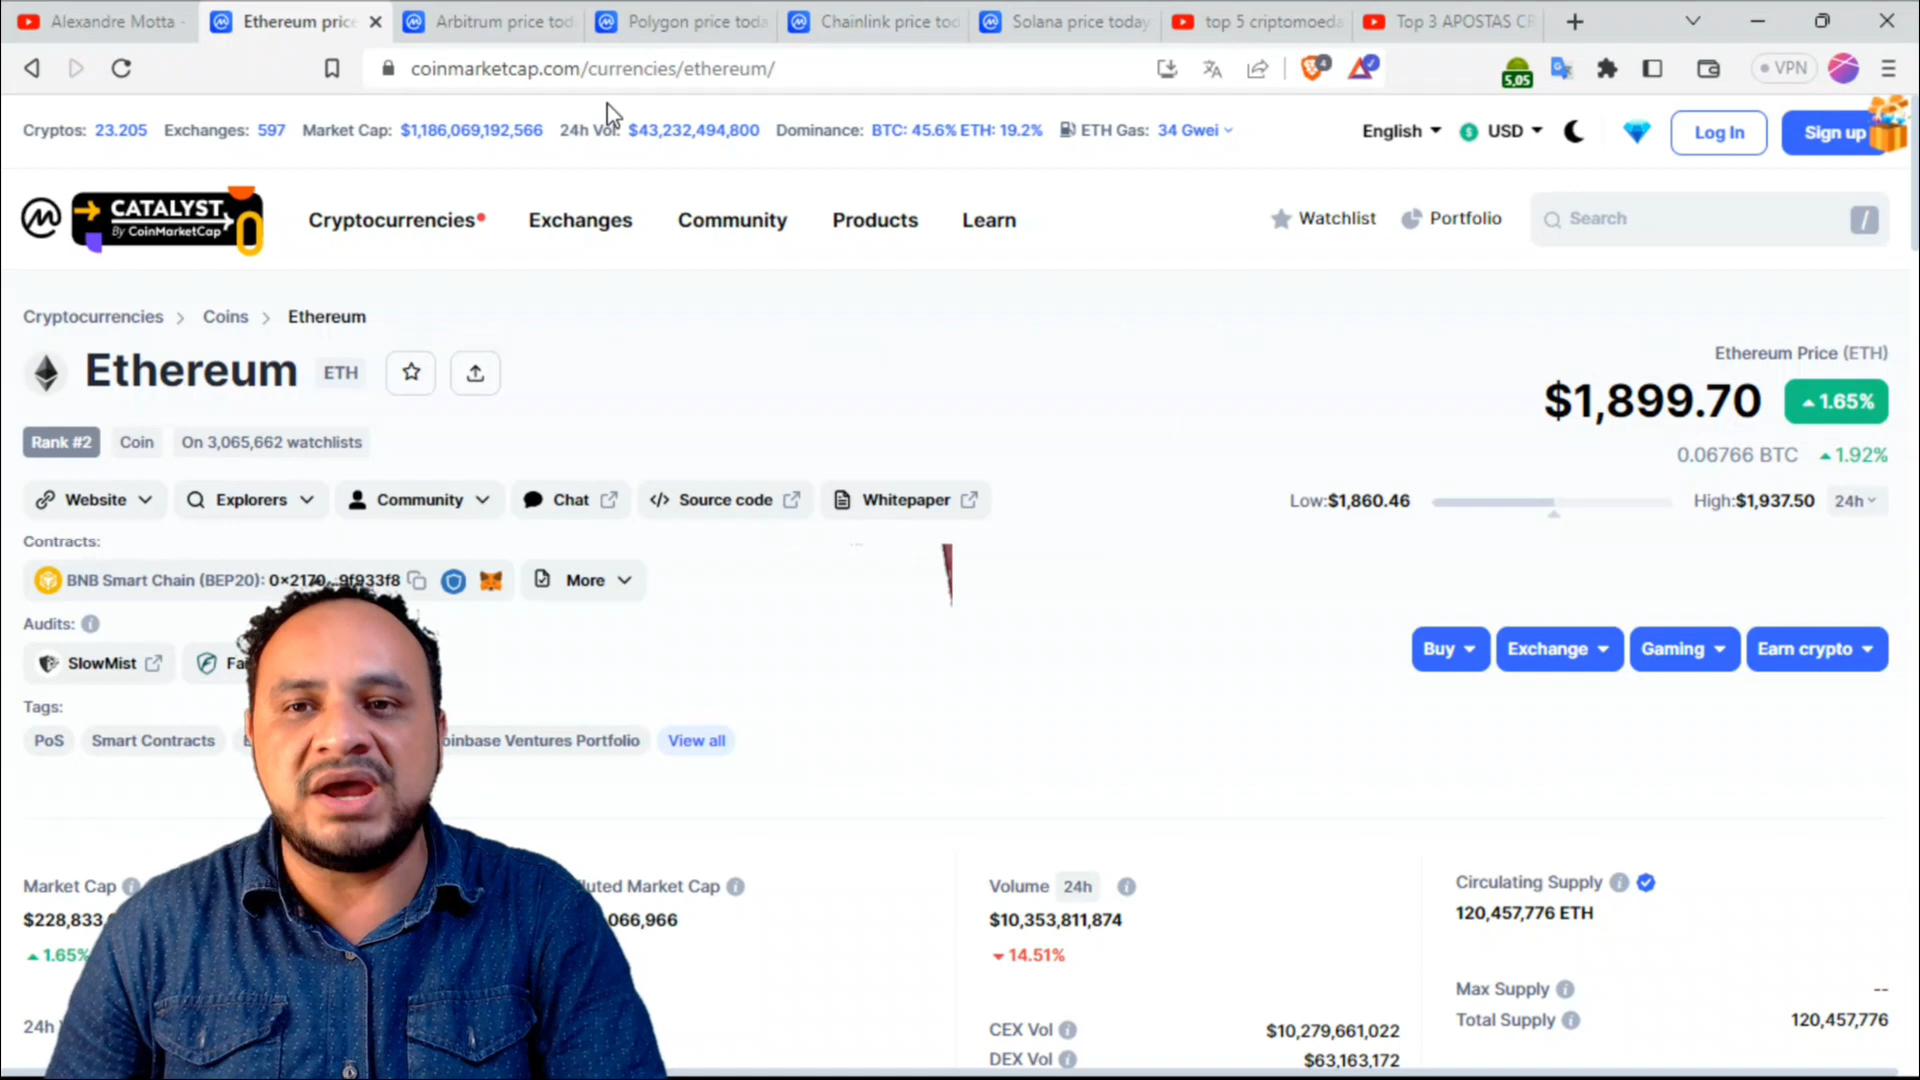 Alexandre Motta -
Ethereum price
Arbitrum price tod
Polygon price toda
Chainlink price tod
Solana price today
top 5 criptomoeda
Top 3 APOSTAS CR
coinmarketcap.com/currencies/ethereum/
4
5,05
VPN
Cryptos: 23.205 Exchanges: 597 Market Cap: $1,186,069,192,566 24h Vol: $43,232,494,800 Dominance: BTC: 45.6% ETH: 19.2% ETH Gas: 34 Gwei
English USD Log In Sign up
CATALYST
By CoinMarketCap
Cryptocurrencies Exchanges Community Products Learn
Watchlist Portfolio Search /
Cryptocurrencies > Coins > Ethereum
Ethereum ETH
Ethereum Price (ETH)
$1,899.70 1.65%
0.06766 BTC 1.92%
Rank #2 Coin On 3,065,662 watchlists
Website Explorers Community Chat Source code Whitepaper
Low:$1,860.46 High:$1,937.50 24h
Contracts:
BNB Smart Chain (BEP20): 0x2170...9f933f8 More
Audits:
SlowMist
Buy Exchange Gaming Earn crypto
Tags:
PoS Smart Contracts oinbase Ventures Portfolio View all
Market Cap
$228,833,
1.65%
24h
luted Market Cap
066,966
Volume 24h
$10,353,811,874
14.51%
CEX Vol $10,279,661,022
DEX Vol $63,163,172
Circulating Supply
120,457,776 ETH
Max Supply --
Total Supply 120,457,776